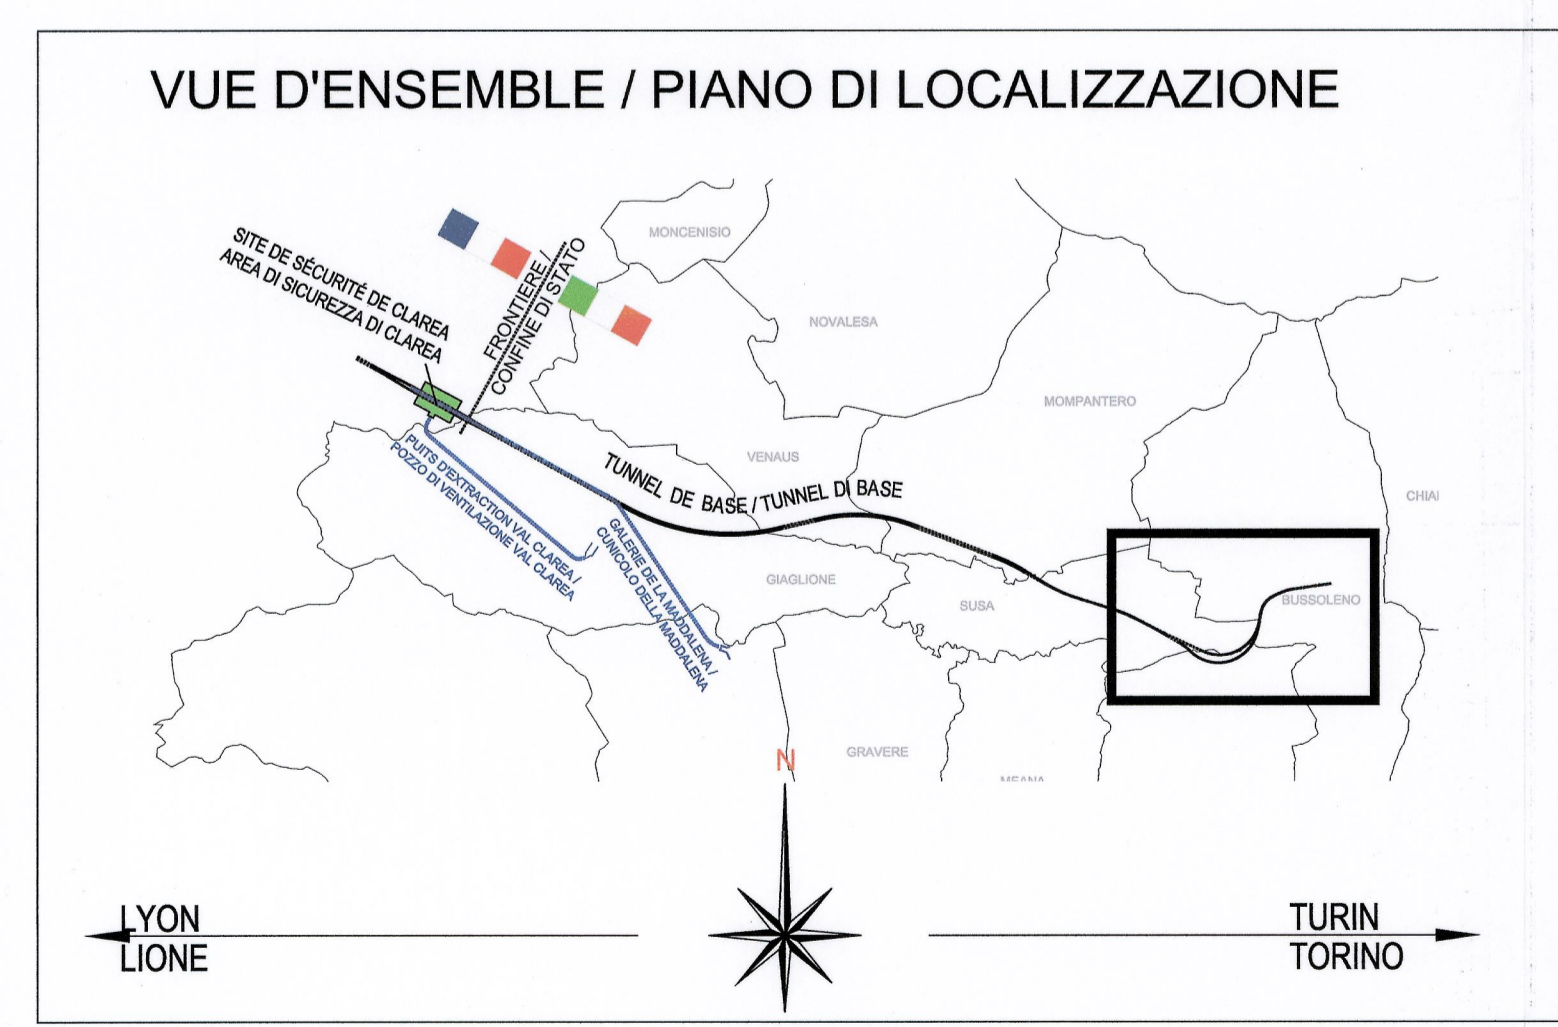 VUE D'ENSEMBLE / PIANO DI LOCALIZZAZIONE
MONCENISIO
SITE DE SÉCURITÉ DE CLAREA
AREA DI SICUREZZA DI CLAREA
FRONTIERE /
CONFINE DI STATO
NOVALESA
MOMPANTERO
VENAUS
TUNNEL DE BASE / TUNNEL DI BASE
PUITS D'EXTRACTION VAL CLAREA /
POZZO DI VENTILAZIONE VAL CLAREA
GALERIE DE LA MADDALENA /
CUNICOLO DELLA MADDALENA
CHIA
GIAGLIONE
SUSA
BUSSOLENO
GRAVERE
MEANA
N
LYON
LIONE
TURIN
TORINO